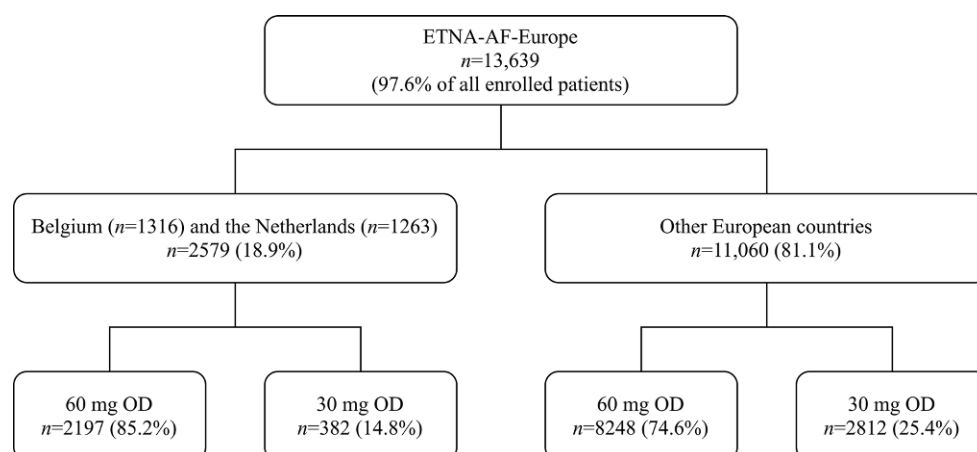 ETNA-AF-Europe
n=13,639
(97.6% of all enrolled patients)
Belgium (n=1316) and the Netherlands (n=1263)
n=2579 (18.9%)
Other European countries
n=11,060 (81.1%)
60 mg OD
n=2197 (85.2%)
30 mg OD
n=382 (14.8%)
60 mg OD
n=8248 (74.6%)
30 mg OD
n=2812 (25.4%)